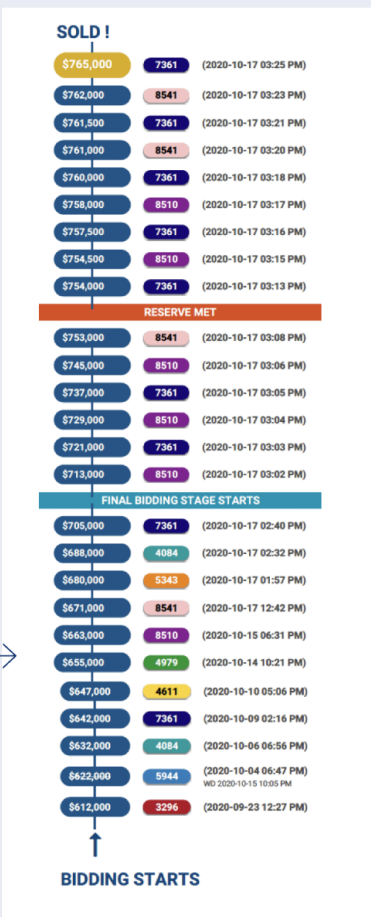 SOLD !
$765,000 7361 (2020-10-17 03:25 PM)
$762,000 8541 (2020-10-17 03:23 PM)
$761,500 7361 (2020-10-17 03:21 PM)
$761,000 8541 (2020-10-17 03:20 PM)
$760,000 7361 (2020-10-17 03:18 PM)
$758,000 8510 (2020-10-17 03:17 PM)
$757,500 7361 (2020-10-17 03:16 PM)
$754,500 8510 (2020-10-17 03:15 PM)
$754,000 7361 (2020-10-17 03:13 PM)
RESERVE MET
$753,000 8541 (2020-10-17 03:08 PM)
$745,000 8510 (2020-10-17 03:06 PM)
$737,000 7361 (2020-10-17 03:05 PM)
$729,000 8510 (2020-10-17 03:04 PM)
$721,000 7361 (2020-10-17 03:03 PM)
$713,000 8510 (2020-10-17 03:02 PM)
FINAL BIDDING STAGE STARTS
$705,000 7361 (2020-10-17 02:40 PM)
$688,000 4084 (2020-10-17 02:32 PM)
$680,000 5343 (2020-10-17 01:57 PM)
$671,000 8541 (2020-10-17 12:42 PM)
$663,000 8510 (2020-10-15 06:31 PM)
$655,000 4979 (2020-10-14 10:21 PM)
$647,000 4611 (2020-10-10 05:06 PM)
$642,000 7361 (2020-10-09 02:16 PM)
$632,000 4084 (2020-10-06 06:56 PM)
$622,000 5944 (2020-10-04 06:47 PM)
WD 2020-10-15 10:05 PM
$612,000 3296 (2020-09-23 12:27 PM)
BIDDING STARTS